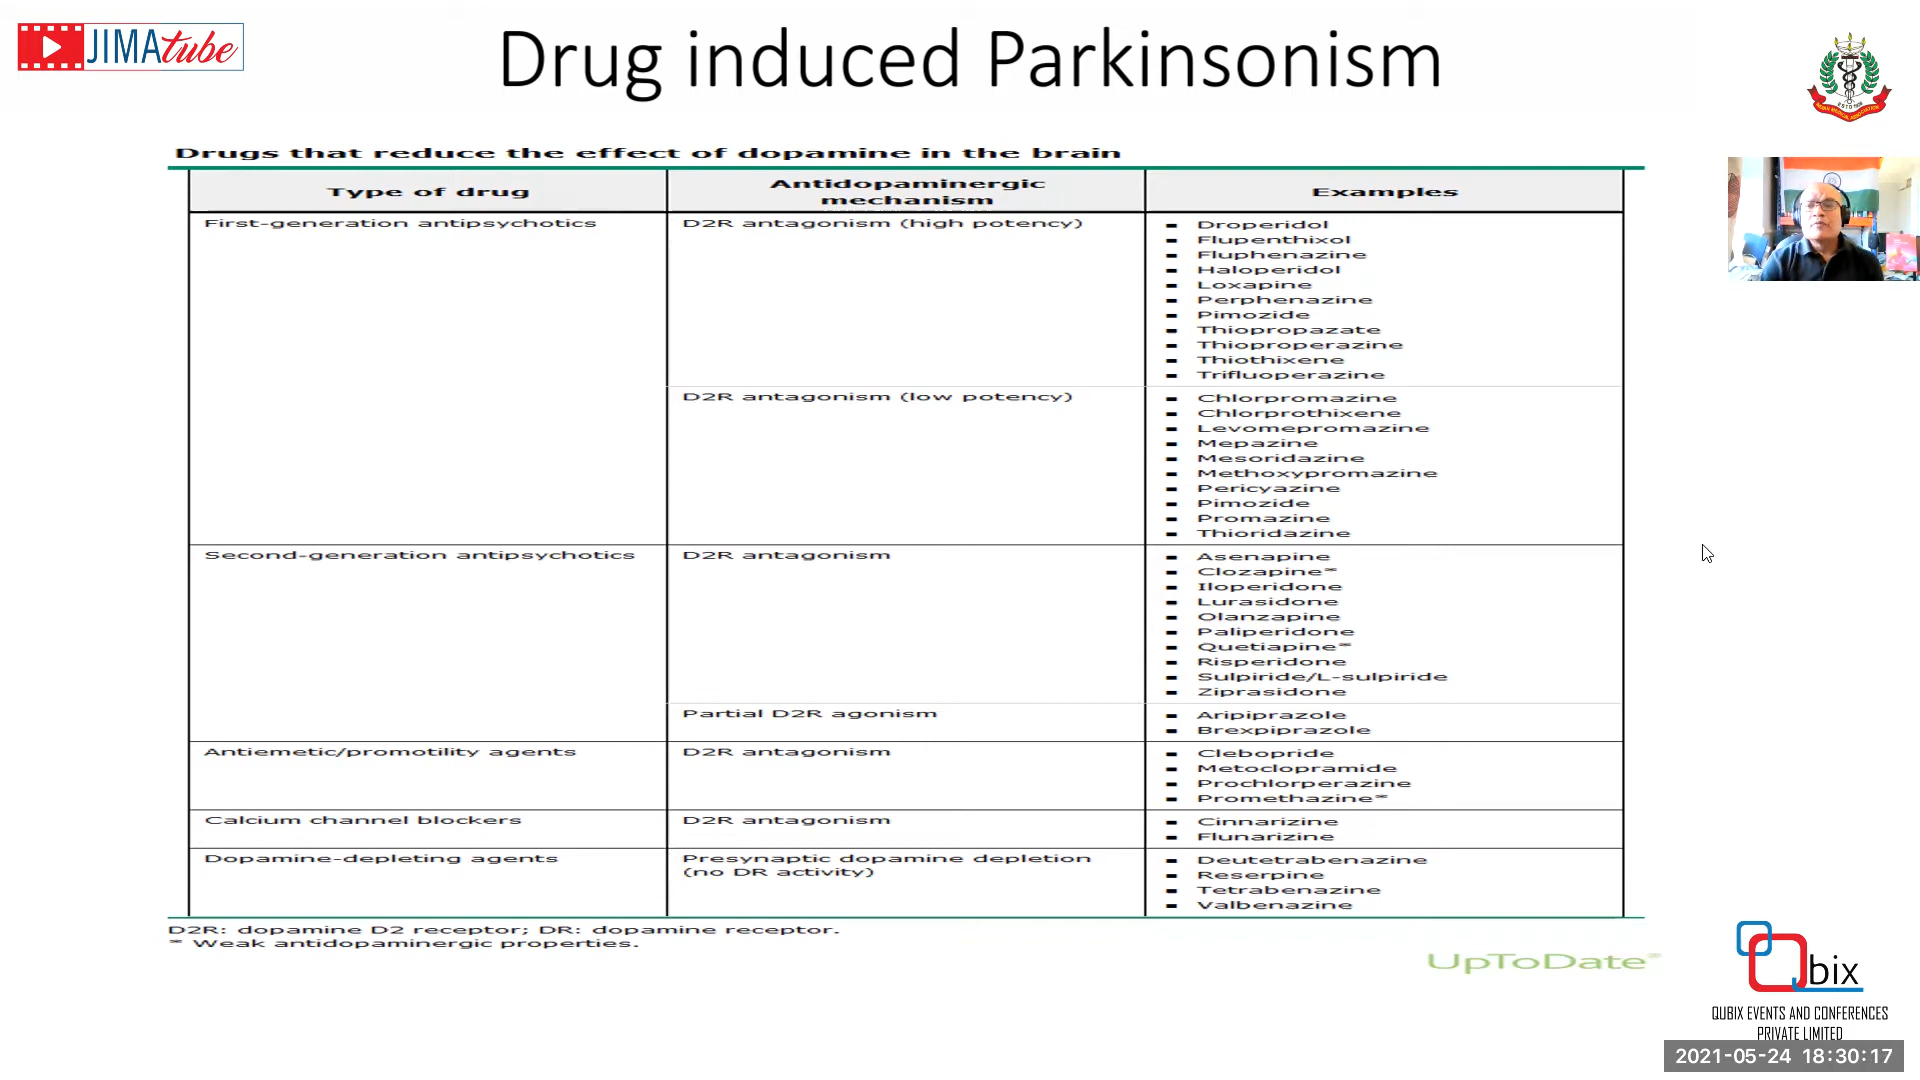 JIMAtube
Drug induced Parkinsonism
Drugs that reduce the effect of dopamine in the brain
Type of drug
Antidopaminergic
mechanism
Examples
First-generation antipsychotics
D2R antagonism (high potency)
Droperidol
Flupenthixol
Fluphenazine
Haloperidol
Loxapine
Perphenazine
Pimozide
Thiopropazate
Thioproperazine
Thiothixene
Trifluoperazine
D2R antagonism (low potency)
Chlorpromazine
Chlorprothixene
Levomepromazine
Mepazine
Mesoridazine
Methoxypromazine
Pericyazine
Pimozide
Promazine
Thioridazine
Second-generation antipsychotics
D2R antagonism
Asenapine
Clozapine*
Iloperidone
Lurasidone
Olanzapine
Paliperidone
Quetiapine*
Risperidone
Sulpiride/L-sulpiride
Ziprasidone
Partial D2R agonism
Aripiprazole
Brexpiprazole
Antiemetic/promotility agents
D2R antagonism
Clebopride
Metoclopramide
Prochlorperazine
Promethazine*
Calcium channel blockers
D2R antagonism
Cinnarizine
Flunarizine
Dopamine-depleting agents
Presynaptic dopamine depletion
(no DR activity)
Deutetrabenazine
Reserpine
Tetrabenazine
Valbenazine
D2R: dopamine D2 receptor; DR: dopamine receptor.
* Weak antidopaminergic properties.
UpToDate®
Qbix
QUBIX EVENTS AND CONFERENCES
PRIVATE LIMITED
2021-05-24 18:30:17